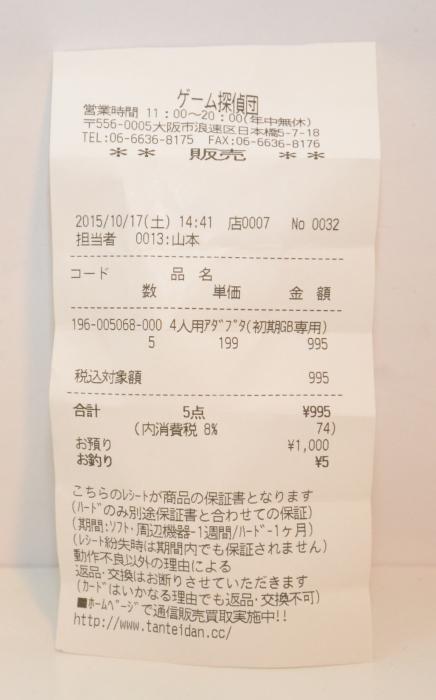 ゲーム探偵団
営業時間 11:00〜20:00(年中無休)
〒556-0005大阪市浪速区日本橋5-7-18
TEL:06-6636-8175 FAX:06-6636-8176
** 販売 **
2015/10/17(土) 14:41 店0007 No 0032
担当者 0013:山本
コード 品 名
数 単価 金 額
196-005068-000 4人用ｱﾀﾞﾌﾟﾀ(初期GB専用)
5 199 995
税込対象額 995
合計 5点 ¥995
(内消費税 8% 74)
お預り ¥1,000
お釣り ¥5
こちらのﾚｼｰﾄが商品の保証書となります
(ﾊｰﾄﾞのみ別途保証書と合わせての保証)
(期間:ｿﾌﾄ･周辺機器-1週間/ﾊｰﾄﾞ-1ヶ月)
(ﾚｼｰﾄ紛失時は期間内でも保証されません)
動作不良以外の理由による
返品･交換はお断りさせていただきます
(ｶｰﾄﾞはいかなる理由でも返品･交換不可)
■ﾎｰﾑﾍﾟｰｼﾞで通信販売買取実施中!!
http://www.tanteidan.cc/